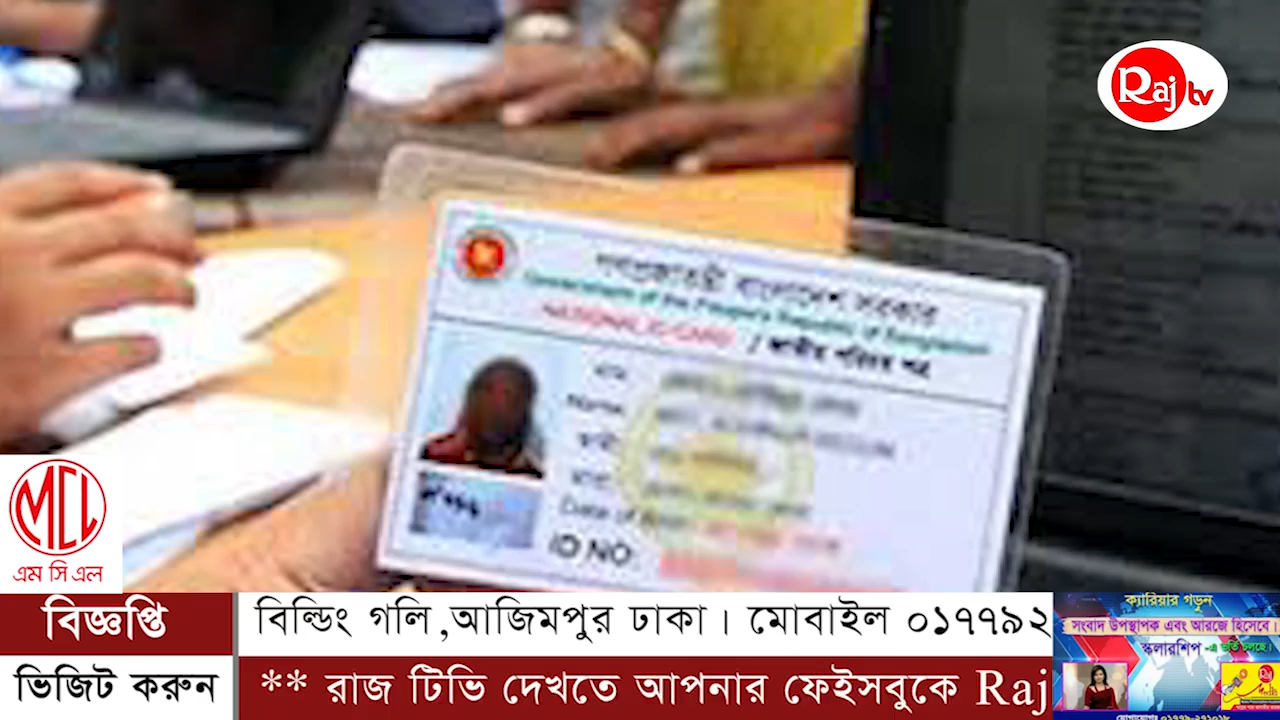 Raj tv
গণপ্রজাতন্ত্রী বাংলাদেশ সরকার
Government of the People's Republic of Bangladesh
NATIONAL ID CARD / জাতীয় পরিচয় পত্র
নাম
Date of Birth
ID NO:
MCL
এম সি এল
বিজ্ঞপ্তি
বিল্ডিং গলি,আজিমপুর ঢাকা। মোবাইল ০১৭৭৯২
ভিজিট করুন
** রাজ টিভি দেখতে আপনার ফেইসবুকে Raj
ক্যারিয়ার গড়ুন
সংবাদ উপস্থাপক এবং আরজে হিসেবে।
স্কলারশিপ -এ ভর্তি চলছে।